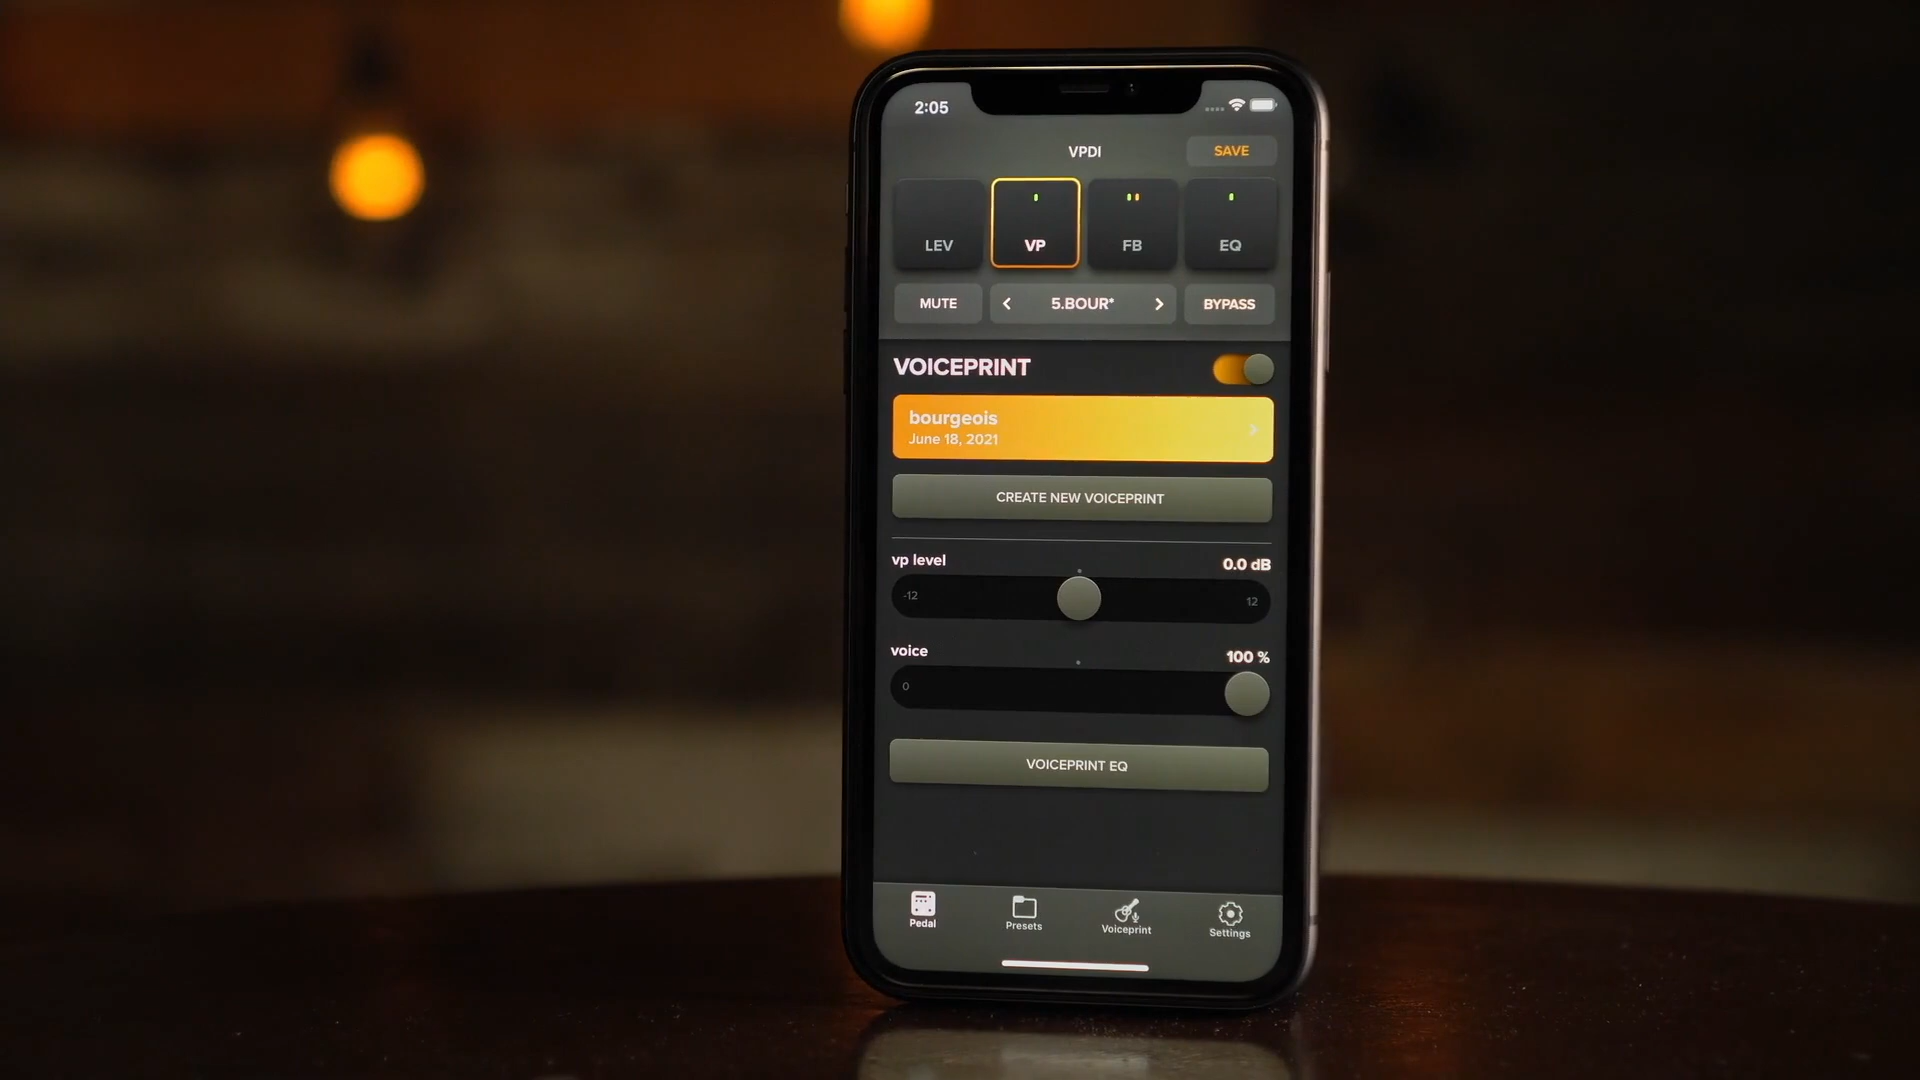 2:05
VPDI
SAVE
LEV
VP
FB
EQ
MUTE
5.BOUR*
BYPASS
VOICEPRINT
bourgeois
June 18, 2021
CREATE NEW VOICEPRINT
vp level
0.0 dB
-12
12
voice
100 %
0
VOICEPRINT EQ
Pedal
Presets
Voiceprint
Settings